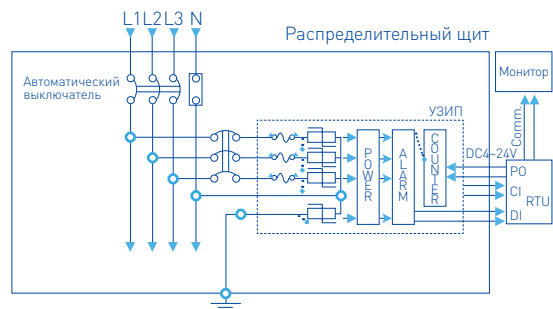 L1 L2 L3 N
Распределительный щит
Автоматический
выключатель
Монитор
УЗИП
Comm.
POWER
ALARM
COUNTER
DC4-24V
PO
CI
RTU
DI